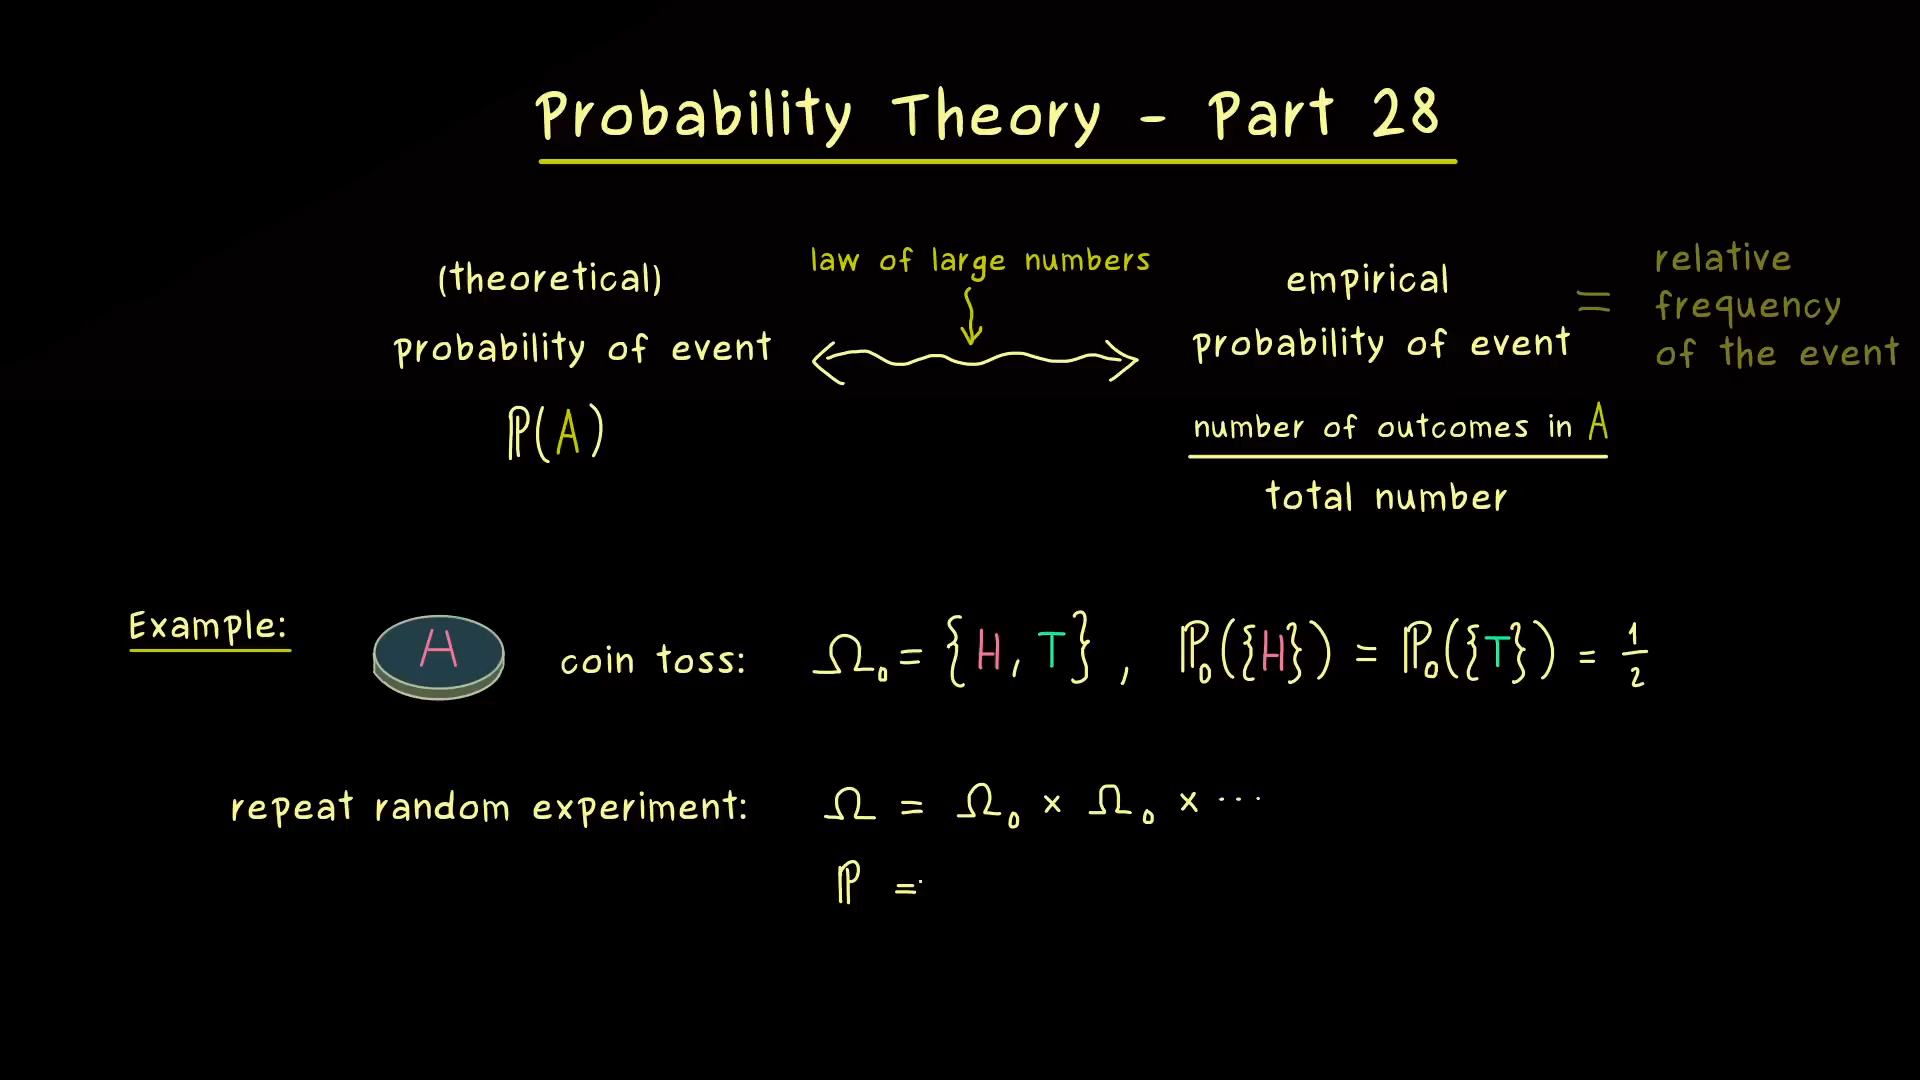 Probability Theory - Part 28
(theoretical)
probability of event
ℙ(A)
law of large numbers
empirical
probability of event
number of outcomes in A
total number
= relative
frequency
of the event
Example:
H
coin toss: Ω₀ = {H, T} , ℙ₀({H}) = ℙ₀({T}) = 1/2
repeat random experiment: Ω = Ω₀ × Ω₀ × ⋯
ℙ =